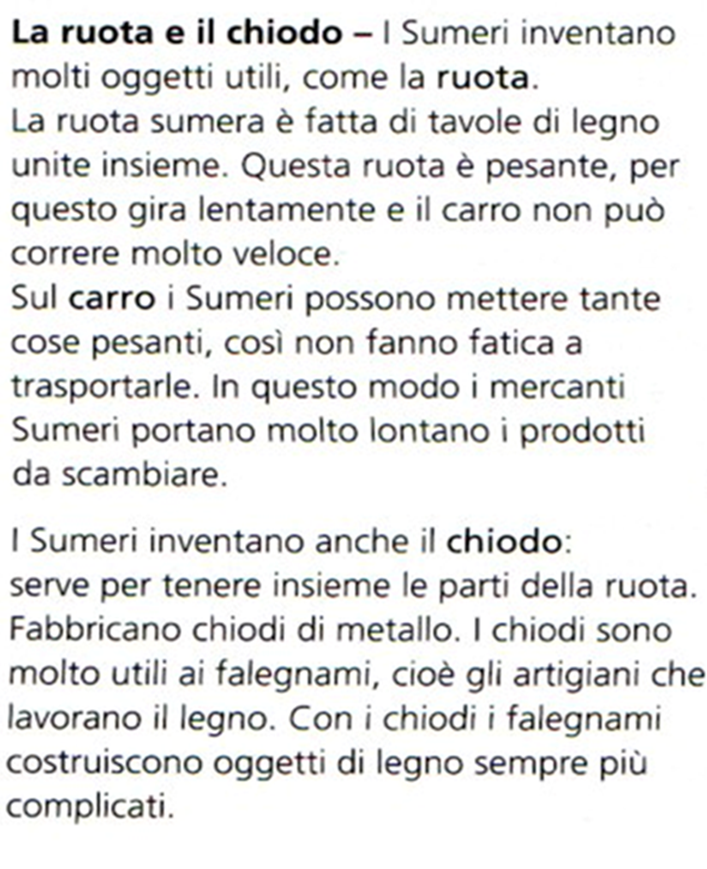 La ruota e il chiodo – I Sumeri inventano
molti oggetti utili, come la ruota.
La ruota sumera è fatta di tavole di legno
unite insieme. Questa ruota è pesante, per
questo gira lentamente e il carro non può
correre molto veloce.
Sul carro i Sumeri possono mettere tante
cose pesanti, così non fanno fatica a
trasportarle. In questo modo i mercanti
Sumeri portano molto lontano i prodotti
da scambiare.
I Sumeri inventano anche il chiodo:
serve per tenere insieme le parti della ruota.
Fabbricano chiodi di metallo. I chiodi sono
molto utili ai falegnami, cioè gli artigiani che
lavorano il legno. Con i chiodi i falegnami
costruiscono oggetti di legno sempre più
complicati.